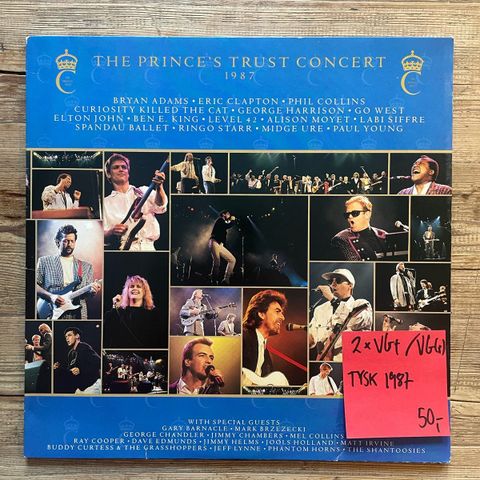 THE PRINCE'S TRUST CONCERT
1987
BRYAN ADAMS • ERIC CLAPTON • PHIL COLLINS
CURIOSITY KILLED THE CAT • GEORGE HARRISON • GO WEST
ELTON JOHN • BEN E. KING • LEVEL 42 • ALISON MOYET • LABI SIFFRE
SPANDAU BALLET • RINGO STARR • MIDGE URE • PAUL YOUNG
2 x VG+ /VG(+)
TYSK 1987
50,-
WITH SPECIAL GUESTS
GARY BARNACLE • MARK BRZEZECKI
GEORGE CHANDLER • JIMMY CHAMBERS • MEL COLLINS
RAY COOPER • DAVE EDMUNDS • JIMMY HELMS • JOOLS HOLLAND • MATT IRVINE
BUDDY CURTESS & THE GRASSHOPPERS • JEFF LYNNE • PHANTOM HORNS • THE SHANTOOSIES